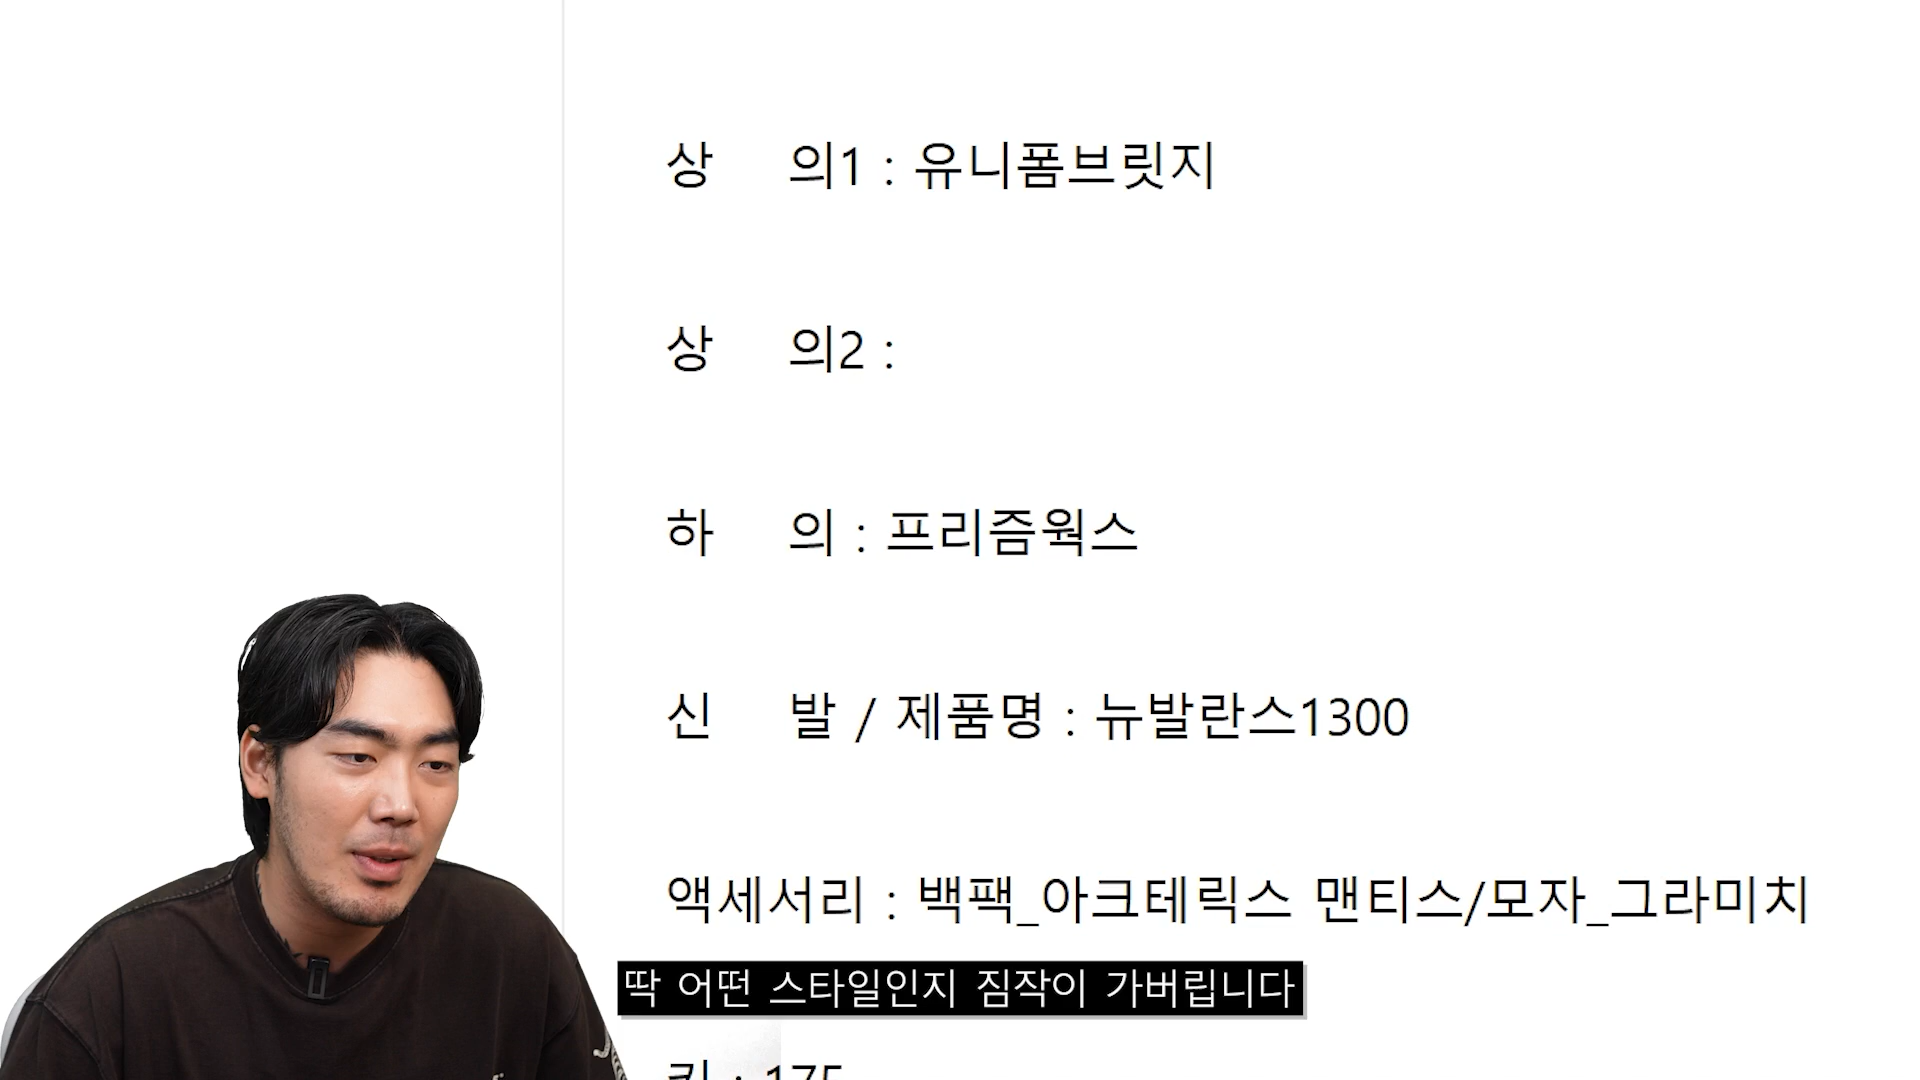 상 의1 : 유니폼브릿지
상 의2 :
하 의 : 프리즘웍스
신 발 / 제품명 : 뉴발란스1300
액세서리 : 백팩_아크테릭스 맨티스/모자_그라미치
딱 어떤 스타일인지 짐작이 가버립니다
키 : 175